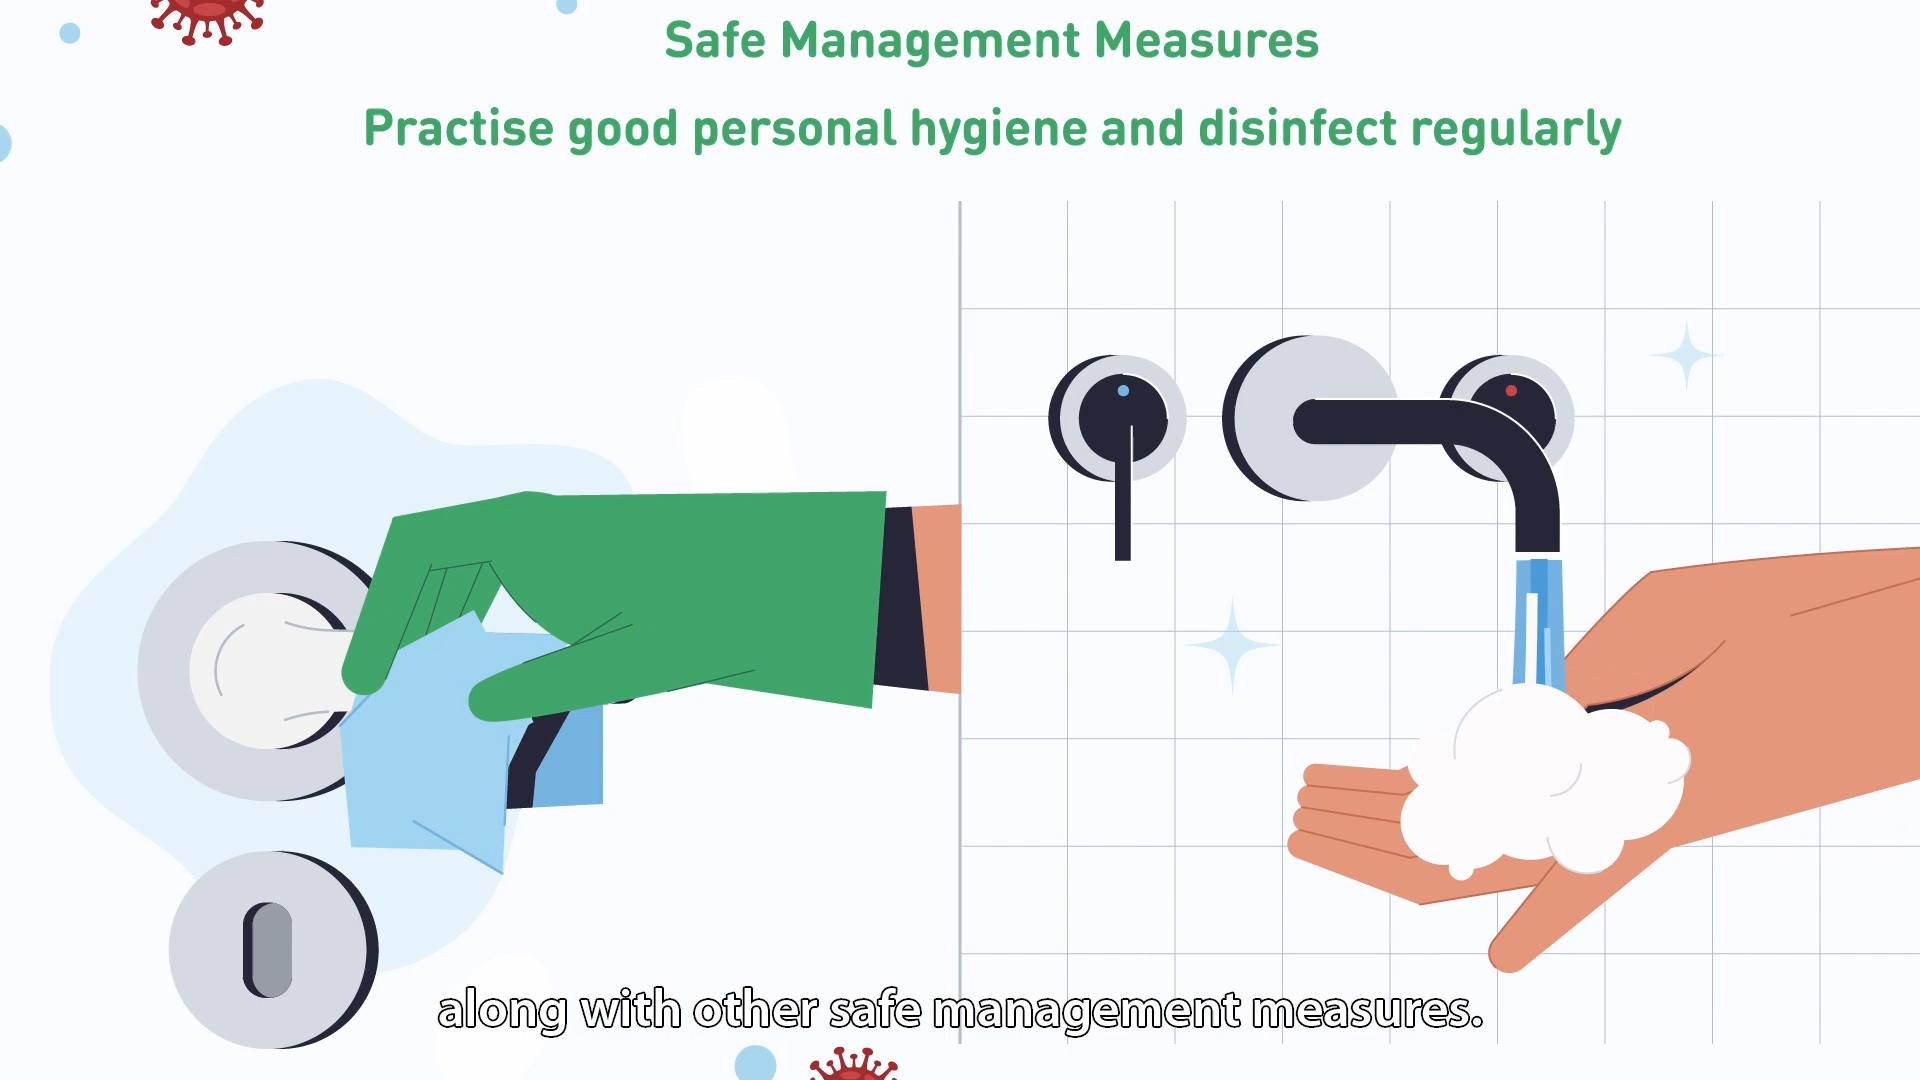 Safe Management Measures
Practise good personal hygiene and disinfect regularly
along with other safe management measures.